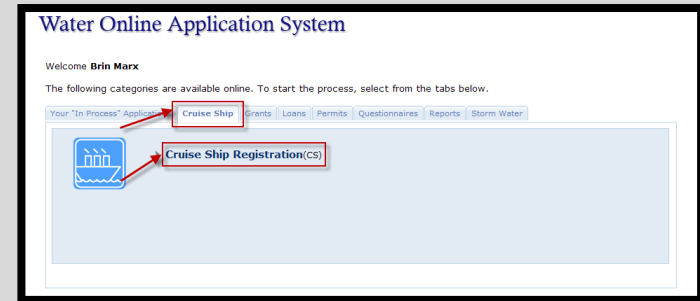 Water Online Application System
Welcome Brin Marx
The following categories are available online. To start the process, select from the tabs below.
Your "In Process" Cruise Ship Grants Loans Permits Questionnaires Reports Storm Water
Cruise Ship Registration(CS)